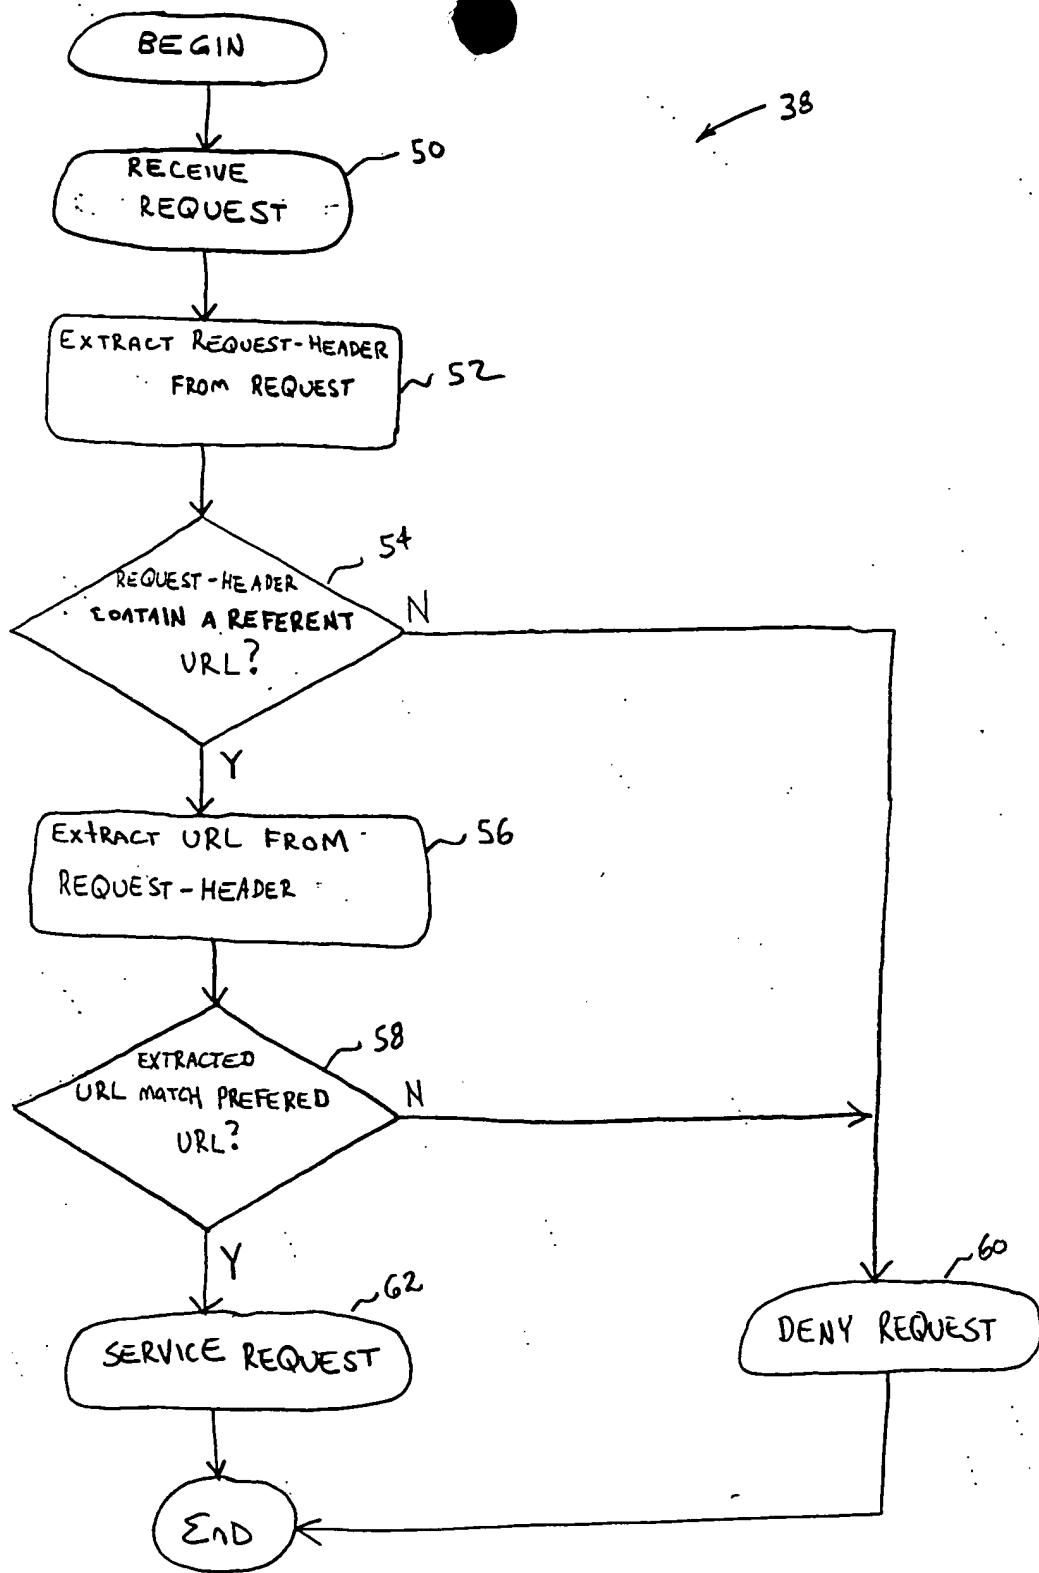 BEGIN
38
RECEIVE
REQUEST
50
EXTRACT REQUEST-HEADER
FROM REQUEST
52
54
REQUEST-HEADER
CONTAIN A REFERENT
URL?
N
Y
EXTRACT URL FROM
REQUEST-HEADER
56
58
EXTRACTED
URL MATCH PREFERED
URL?
N
Y
62
SERVICE REQUEST
60
DENY REQUEST
END